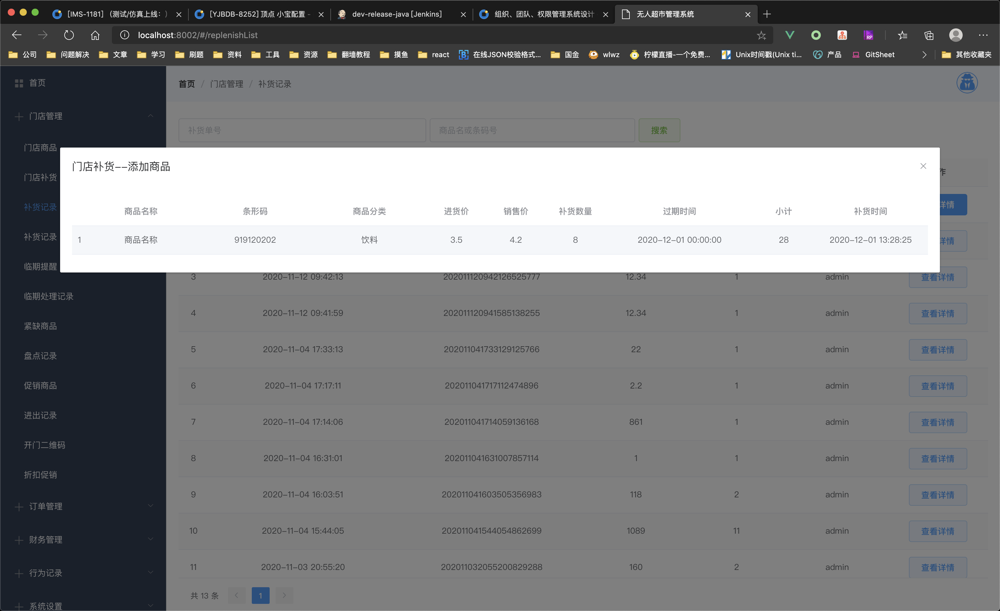 [IMS-1181] (测试/仿真上线: )
[YJBDB-8252] 顶点 小宝配置 -
dev-release-java [Jenkins]
组织、团队、权限管理系统设计
无人超市管理系统
localhost:8002/#/replenishList
公司
问题解决
文章
学习
刷题
资料
工具
资源
翻墙教程
摸鱼
react
在线JSON校验格式...
国金
wlwz
柠檬直播-一个免费...
Unix时间戳(Unix ti...
产品
GitSheet
其他收藏夹
首页
门店管理
门店商品
门店补货
补货记录
补货记录
临期提醒
临期处理记录
紧缺商品
盘点记录
促销商品
进出记录
开门二维码
折扣促销
订单管理
财务管理
行为记录
系统设置
首页 / 门店管理 / 补货记录
补货单号 商品名或条码号 搜索
作
详情
详情
门店补货--添加商品
商品名称 条形码 商品分类 进货价 销售价 补货数量 过期时间 小计 补货时间
1 商品名称 919120202 饮料 3.5 4.2 8 2020-12-01 00:00:00 28 2020-12-01 13:28:25
3 2020-11-12 09:42:13 202011120942126525777 12.34 1 admin 查看详情
4 2020-11-12 09:41:59 202011120941585138255 12.34 1 admin 查看详情
5 2020-11-04 17:33:13 202011041733129125766 22 1 admin 查看详情
6 2020-11-04 17:17:11 202011041717112474896 2.2 1 admin 查看详情
7 2020-11-04 17:14:06 202011041714059136168 861 1 admin 查看详情
8 2020-11-04 16:31:01 202011041631007857114 1 1 admin 查看详情
9 2020-11-04 16:03:51 202011041603505356983 118 2 admin 查看详情
10 2020-11-04 15:44:05 202011041544054862699 1089 11 admin 查看详情
11 2020-11-03 20:55:20 202011032055200829288 160 2 admin 查看详情
共 13 条 1